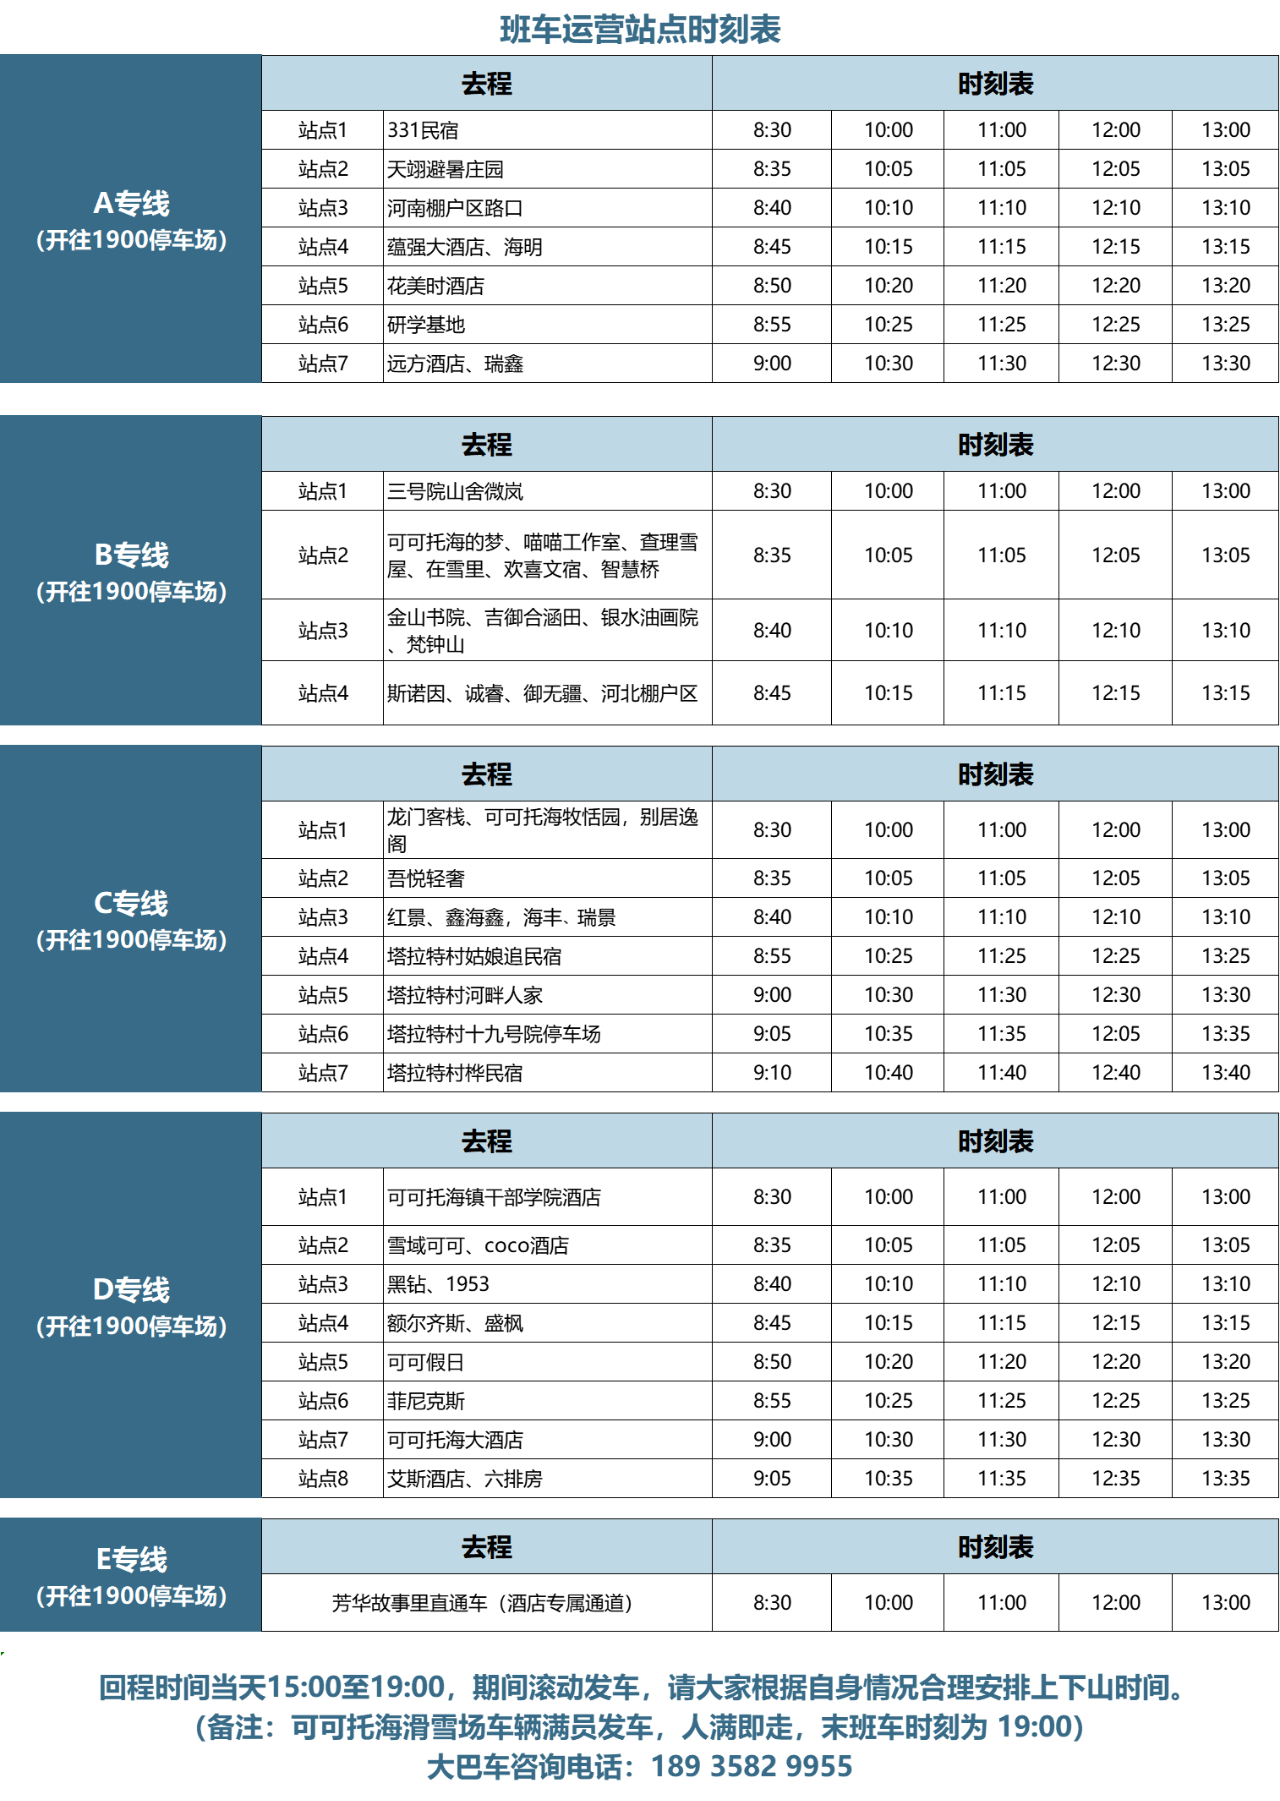 班车运营站点时刻表
A专线
（开往1900停车场）
去程 时刻表
站点1 331民宿 8:30 10:00 11:00 12:00 13:00
站点2 天翊避暑庄园 8:35 10:05 11:05 12:05 13:05
站点3 河南棚户区路口 8:40 10:10 11:10 12:10 13:10
站点4 蕴强大酒店、海明 8:45 10:15 11:15 12:15 13:15
站点5 花美时酒店 8:50 10:20 11:20 12:20 13:20
站点6 研学基地 8:55 10:25 11:25 12:25 13:25
站点7 远方酒店、瑞鑫 9:00 10:30 11:30 12:30 13:30
B专线
（开往1900停车场）
去程 时刻表
站点1 三号院山舍微岚 8:30 10:00 11:00 12:00 13:00
站点2 可可托海的梦、喵喵工作室、查理雪
屋、在雪里、欢喜文宿、智慧桥 8:35 10:05 11:05 12:05 13:05
站点3 金山书院、吉御合涵田、银水油画院
、梵钟山 8:40 10:10 11:10 12:10 13:10
站点4 斯诺因、诚睿、御无疆、河北棚户区 8:45 10:15 11:15 12:15 13:15
C专线
（开往1900停车场）
去程 时刻表
站点1 龙门客栈、可可托海牧恬园，别居逸
阁 8:30 10:00 11:00 12:00 13:00
站点2 吾悦轻奢 8:35 10:05 11:05 12:05 13:05
站点3 红景、鑫海鑫，海丰、瑞景 8:40 10:10 11:10 12:10 13:10
站点4 塔拉特村姑娘追民宿 8:55 10:25 11:25 12:25 13:25
站点5 塔拉特村河畔人家 9:00 10:30 11:30 12:30 13:30
站点6 塔拉特村十九号院停车场 9:05 10:35 11:35 12:05 13:35
站点7 塔拉特村桦民宿 9:10 10:40 11:40 12:40 13:40
D专线
（开往1900停车场）
去程 时刻表
站点1 可可托海镇干部学院酒店 8:30 10:00 11:00 12:00 13:00
站点2 雪域可可、coco酒店 8:35 10:05 11:05 12:05 13:05
站点3 黑钻、1953 8:40 10:10 11:10 12:10 13:10
站点4 额尔齐斯、盛枫 8:45 10:15 11:15 12:15 13:15
站点5 可可假日 8:50 10:20 11:20 12:20 13:20
站点6 菲尼克斯 8:55 10:25 11:25 12:25 13:25
站点7 可可托海大酒店 9:00 10:30 11:30 12:30 13:30
站点8 艾斯酒店、六排房 9:05 10:35 11:35 12:35 13:35
E专线
（开往1900停车场）
去程 时刻表
芳华故事里直通车（酒店专属通道） 8:30 10:00 11:00 12:00 13:00
回程时间当天15:00至19:00，期间滚动发车，请大家根据自身情况合理安排上下山时间。
（备注：可可托海滑雪场车辆满员发车，人满即走，末班车时刻为 19:00）
大巴车咨询电话：189 3582 9955